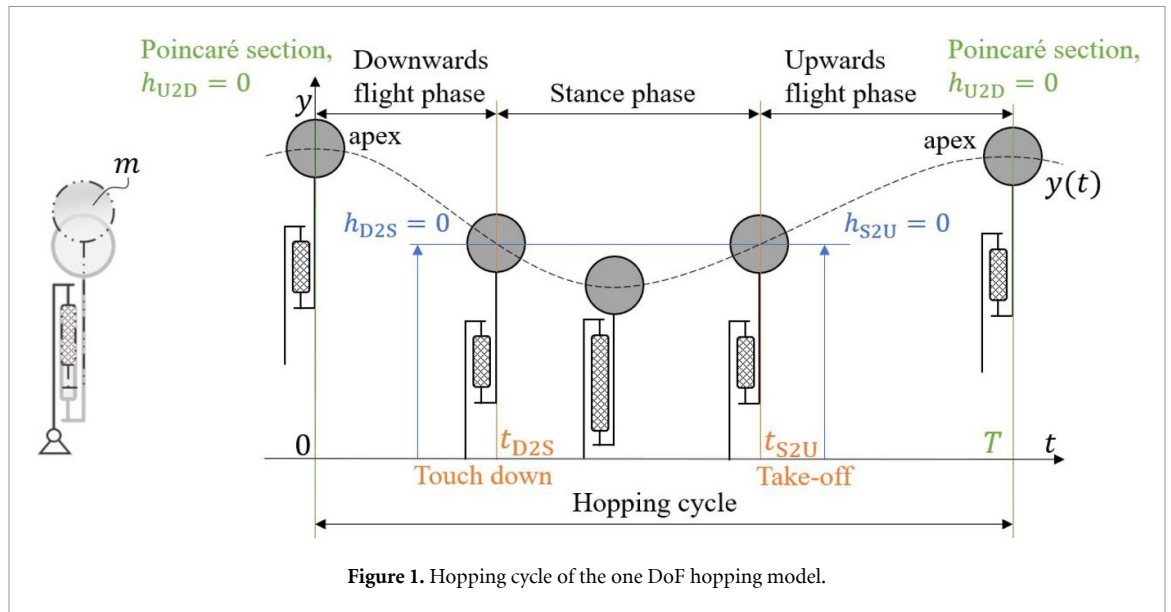 Poincaré section,
h_U2D = 0
Downwards
flight phase
Stance phase
Upwards
flight phase
Poincaré section,
h_U2D = 0
y
apex
apex
m
y(t)
h_D2S = 0
h_S2U = 0
0
t_D2S
t_S2U
T
t
Touch down
Take-off
Hopping cycle
Figure 1. Hopping cycle of the one DoF hopping model.